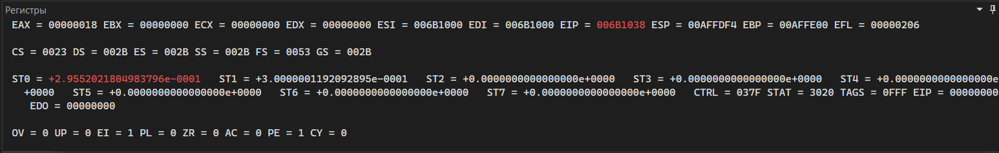 Регистры
EAX = 00000018 EBX = 00000000 ECX = 00000000 EDX = 00000000 ESI = 006B1000 EDI = 006B1000 EIP = 006B1038 ESP = 00AFFDF4 EBP = 00AFFE00 EFL = 00000206
CS = 0023 DS = 002B ES = 002B SS = 002B FS = 0053 GS = 002B
ST0 = +2.9552021804983796e-0001 ST1 = +3.0000001192092895e-0001 ST2 = +0.0000000000000000e+0000 ST3 = +0.0000000000000000e+0000 ST4 = +0.0000000000000000e
+0000 ST5 = +0.0000000000000000e+0000 ST6 = +0.0000000000000000e+0000 ST7 = +0.0000000000000000e+0000 CTRL = 037F STAT = 3020 TAGS = 0FFF EIP = 00000000
EDO = 00000000
OV = 0 UP = 0 EI = 1 PL = 0 ZR = 0 AC = 0 PE = 1 CY = 0